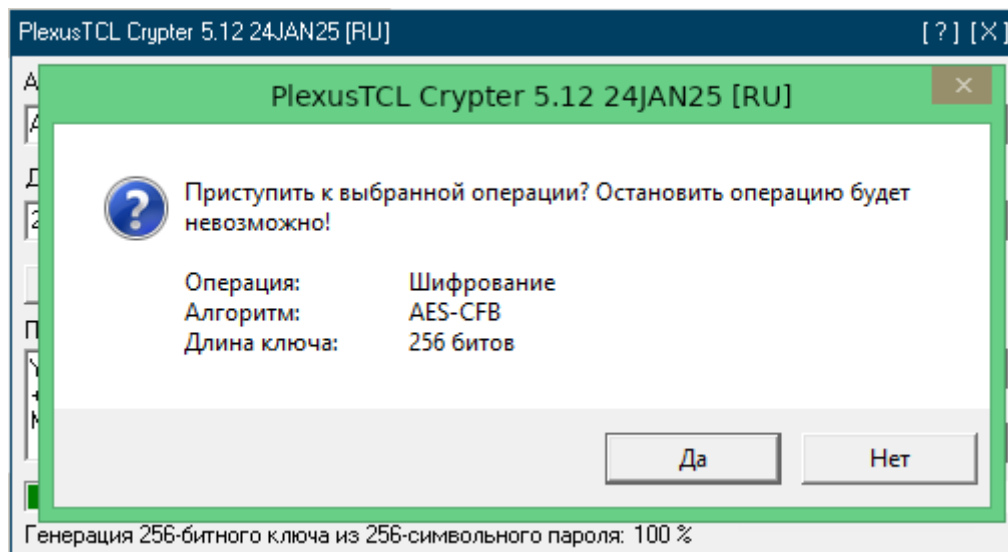 PlexusTCL Crypter 5.12 24JAN25 [RU] [?] [X]
PlexusTCL Crypter 5.12 24JAN25 [RU]
Приступить к выбранной операции? Остановить операцию будет
невозможно!
Операция: Шифрование
Алгоритм: AES-CFB
Длина ключа: 256 битов
Да Нет
Генерация 256-битного ключа из 256-символьного пароля: 100 %